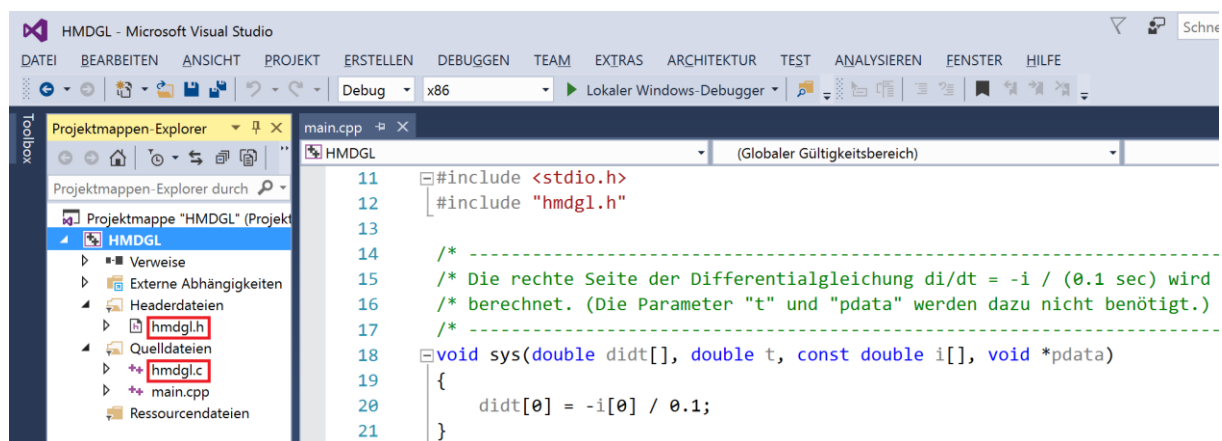 HMDGL - Microsoft Visual Studio
Schne
DATEI BEARBEITEN ANSICHT PROJEKT ERSTELLEN DEBUGGEN TEAM EXTRAS ARCHITEKTUR TEST ANALYSIEREN FENSTER HILFE
Debug x86 Lokaler Windows-Debugger
Toolbox
Projektmappen-Explorer
Projektmappen-Explorer durch
Projektmappe "HMDGL" (Projekt
HMDGL
Verweise
Externe Abhängigkeiten
Headerdateien
hmdgl.h
Quelldateien
hmdgl.c
main.cpp
Ressourcendateien
main.cpp
HMDGL (Globaler Gültigkeitsbereich)
11 #include <stdio.h>
12 #include "hmdgl.h"
13
14 /* ---------------------------------------------------------------------
15 /* Die rechte Seite der Differentialgleichung di/dt = -i / (0.1 sec) wird
16 /* berechnet. (Die Parameter "t" und "pdata" werden dazu nicht benötigt.)
17 /* ---------------------------------------------------------------------
18 void sys(double didt[], double t, const double i[], void *pdata)
19 {
20 didt[0] = -i[0] / 0.1;
21 }